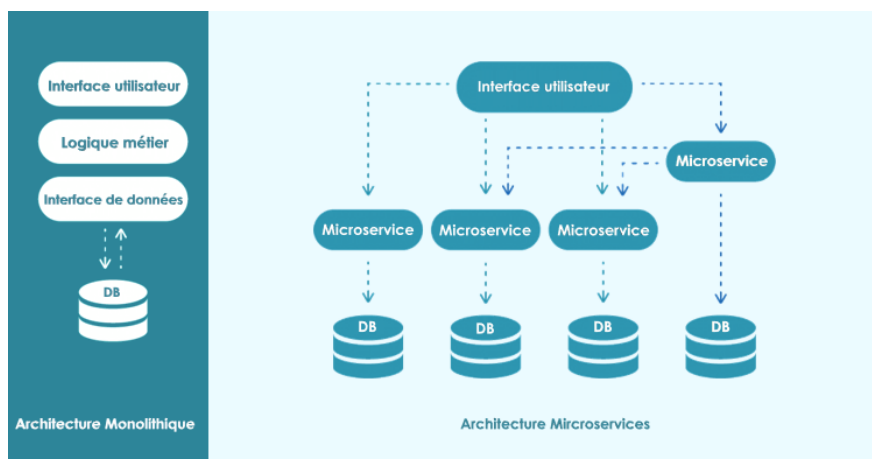 Interface utilisateur
Logique métier
Interface de données
DB
Architecture Monolithique
Interface utilisateur
Microservice
Microservice
Microservice
Microservice
DB
DB
DB
DB
Architecture Mircroservices